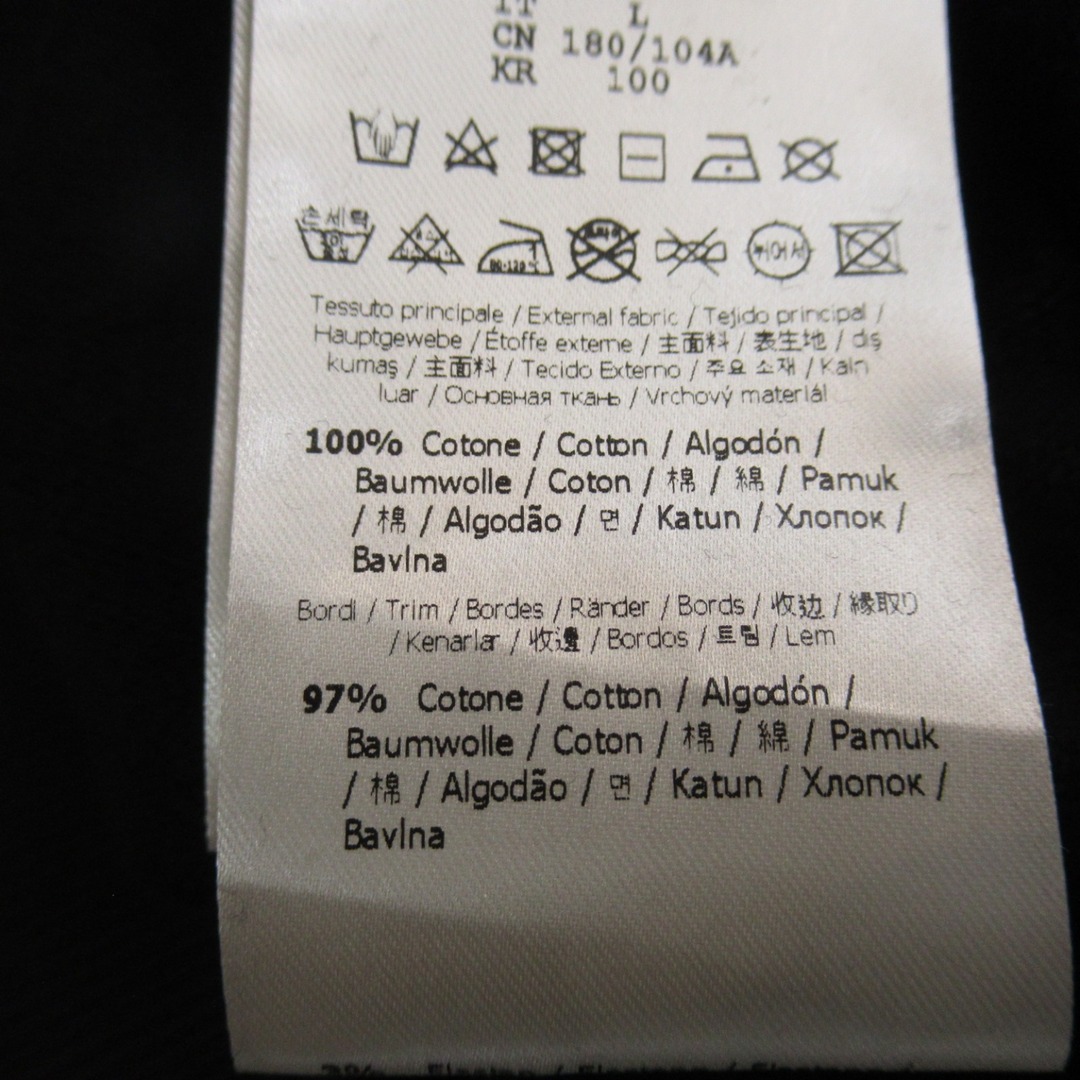 IT L
CN 180/104A
KR 100
손세탁
뉘어서
Tessuto principale / External fabric / Tejido principal /
Hauptgewebe / Étoffe externe / 主面料 / 表生地 / dış
kumaş / 主面料 / Tecido Externo / 주요 소재 / Kain
luar / Основная ткань / Vrchový materiál
100% Cotone / Cotton / Algodón /
Baumwolle / Coton / 棉 / 綿 / Pamuk
/ 棉 / Algodão / 면 / Katun / Хлопок /
Bavlna
Bordi / Trim / Bordes / Ränder / Bords / 收边 / 縁取り
/ Kenarlar / 收邊 / Bordos / 트림 / Lem
97% Cotone / Cotton / Algodón /
Baumwolle / Coton / 棉 / 綿 / Pamuk
/ 棉 / Algodão / 면 / Katun / Хлопок /
Bavlna